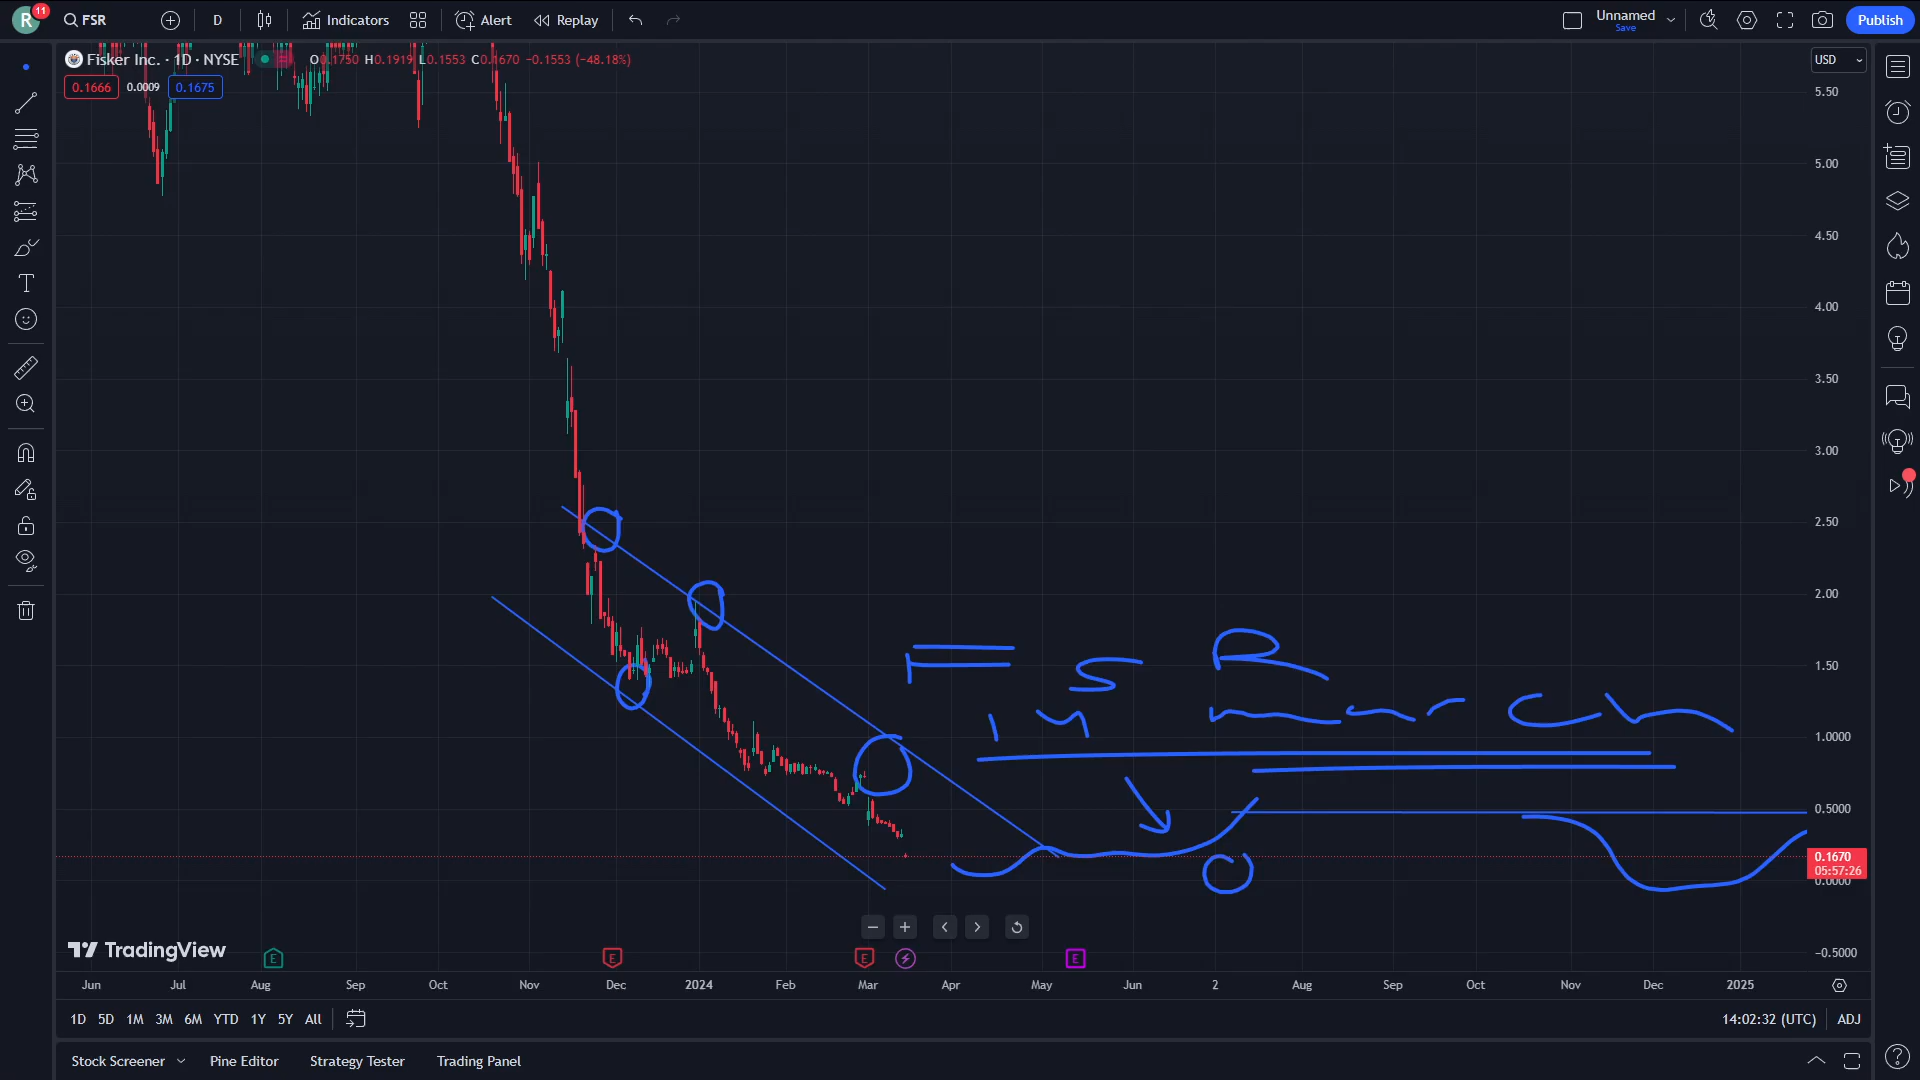 R 11 FSR D Indicators Alert Replay Unnamed Publish
Save
Fisker Inc. · 1D · NYSE O0.1750 H0.1919 L0.1553 C0.1670 -0.1553 (-48.18%) USD
0.1666 0.0009 0.1675
5.50
5.00
4.50
4.00
3.50
3.00
2.50
2.00
1.50
1.0000
0.5000
0.1670
05:57:26
0.0000
-0.5000
TradingView
E E E E
Jun Jul Aug Sep Oct Nov Dec 2024 Feb Mar Apr May Jun 2 Aug Sep Oct Nov Dec 2025
1D 5D 1M 3M 6M YTD 1Y 5Y All 14:02:32 (UTC) ADJ
Stock Screener Pine Editor Strategy Tester Trading Panel